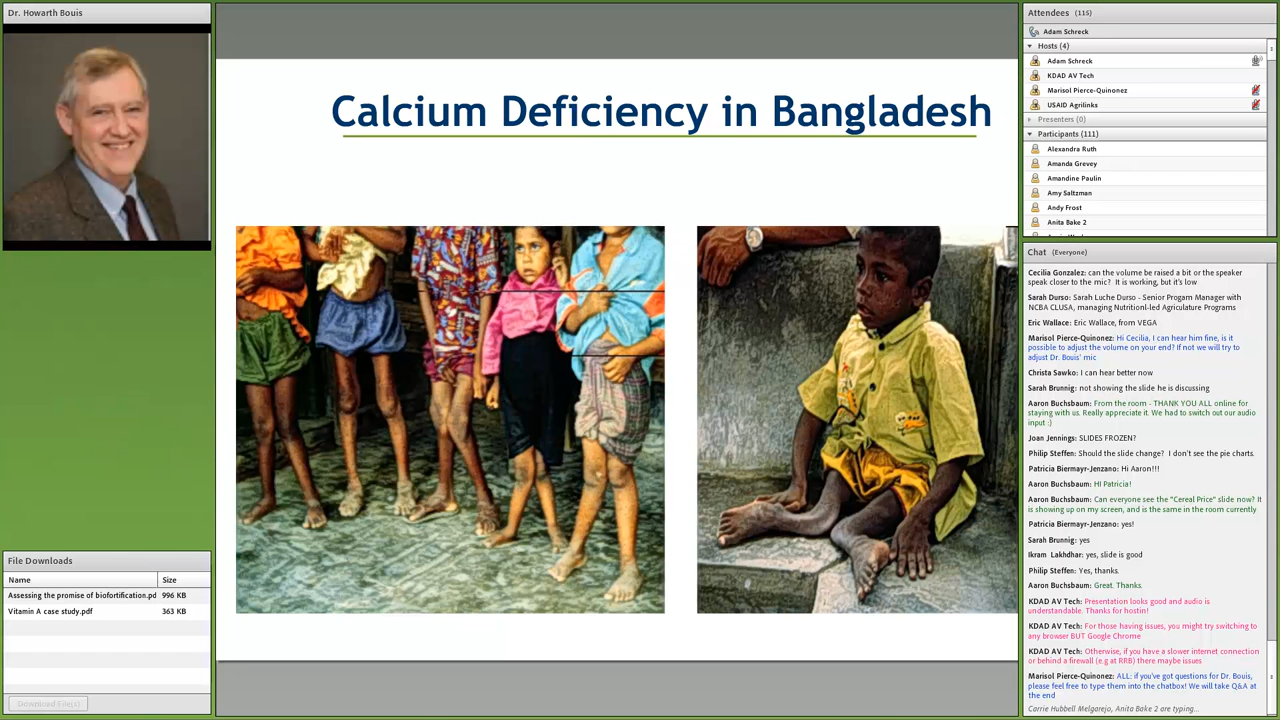 Dr. Howarth Bouis
Calcium Deficiency in Bangladesh
File Downloads
Name Size
Assessing the promise of biofortification.pd 996 KB
Vitamin A case study.pdf 363 KB
Download File(s)
Attendees (115)
Adam Schreck
Hosts (4)
Adam Schreck
KDAD AV Tech
Marisol Pierce-Quinonez
USAID Agrilinks
Presenters (0)
Participants (111)
Alexandra Ruth
Amanda Grevey
Amandine Paulin
Amy Saltzman
Andy Frost
Anita Bake 2
Chat (Everyone)
Cecilia Gonzalez: can the volume be raised a bit or the speaker
speak closer to the mic? It is working, but it's low
Sarah Durso: Sarah Luche Durso - Senior Progam Manager with
NCBA CLUSA, managing Nutritionl-led Agriculature Programs
Eric Wallace: Eric Wallace, from VEGA
Marisol Pierce-Quinonez: Hi Cecilia, I can hear him fine, is it
possible to adjust the volume on your end? If not we will try to
adjust Dr. Bouis' mic
Christa Sawko: I can hear better now
Sarah Brunnig: not showing the slide he is discussing
Aaron Buchsbaum: From the room - THANK YOU ALL online for
staying with us. Really appreciate it. We had to switch out our audio
input :)
Joan Jennings: SLIDES FROZEN?
Philip Steffen: Should the slide change? I don't see the pie charts.
Patricia Biermayr-Jenzano: Hi Aaron!!!
Aaron Buchsbaum: HI Patricia!
Aaron Buchsbaum: Can everyone see the "Cereal Price" slide now? It
is showing up on my screen, and is the same in the room currently
Patricia Biermayr-Jenzano: yes!
Sarah Brunnig: yes
Ikram Lakhdhar: yes, slide is good
Philip Steffen: Yes, thanks.
Aaron Buchsbaum: Great. Thanks.
KDAD AV Tech: Presentation looks good and audio is
understandable. Thanks for hostin!
KDAD AV Tech: For those having issues, you might try switching to
any browser BUT Google Chrome
KDAD AV Tech: Otherwise, if you have a slower internet connection
or behind a firewall (e.g at RRB) there maybe issues
Marisol Pierce-Quinonez: ALL: if you've got questions for Dr. Bouis,
please feel free to type them into the chatbox! We will take Q&A at
the end
Carrie Hubbell Melgarejo, Anita Bake 2 are typing...